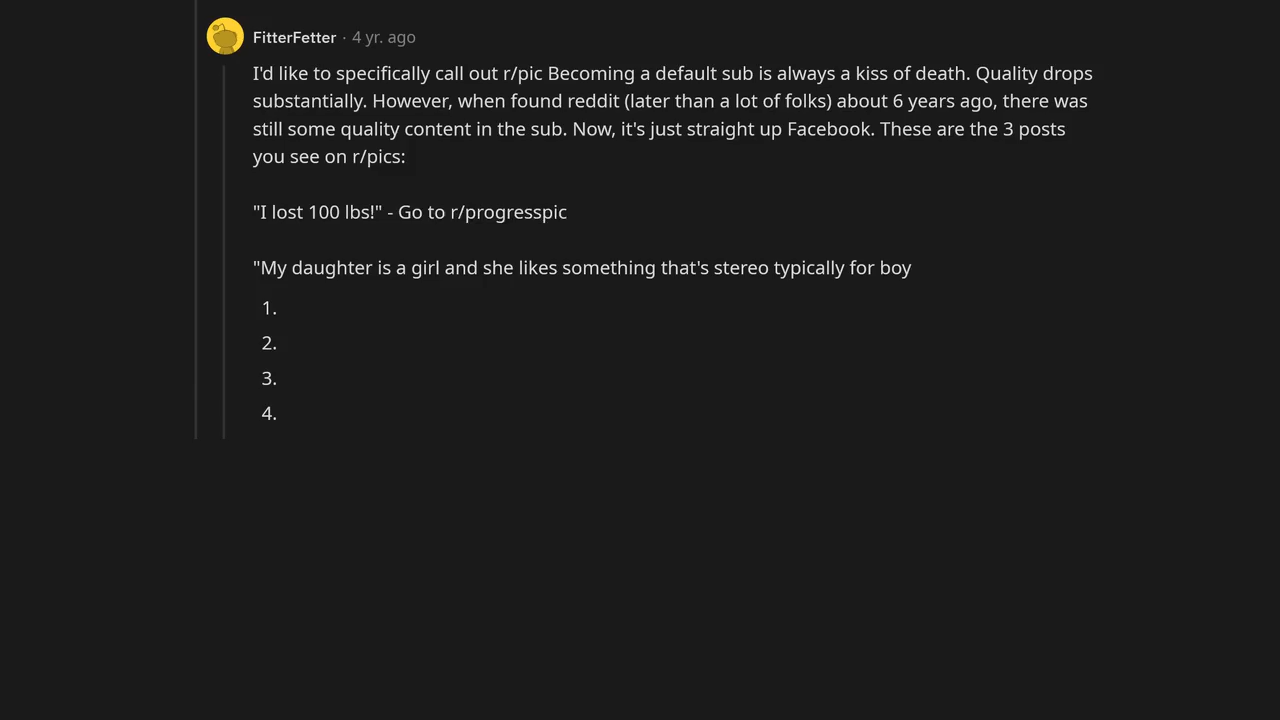 FitterFetter · 4 yr. ago
I'd like to specifically call out r/pic Becoming a default sub is always a kiss of death. Quality drops
substantially. However, when found reddit (later than a lot of folks) about 6 years ago, there was
still some quality content in the sub. Now, it's just straight up Facebook. These are the 3 posts
you see on r/pics:
"I lost 100 lbs!" - Go to r/progresspic
"My daughter is a girl and she likes something that's stereo typically for boy
1.
2.
3.
4.